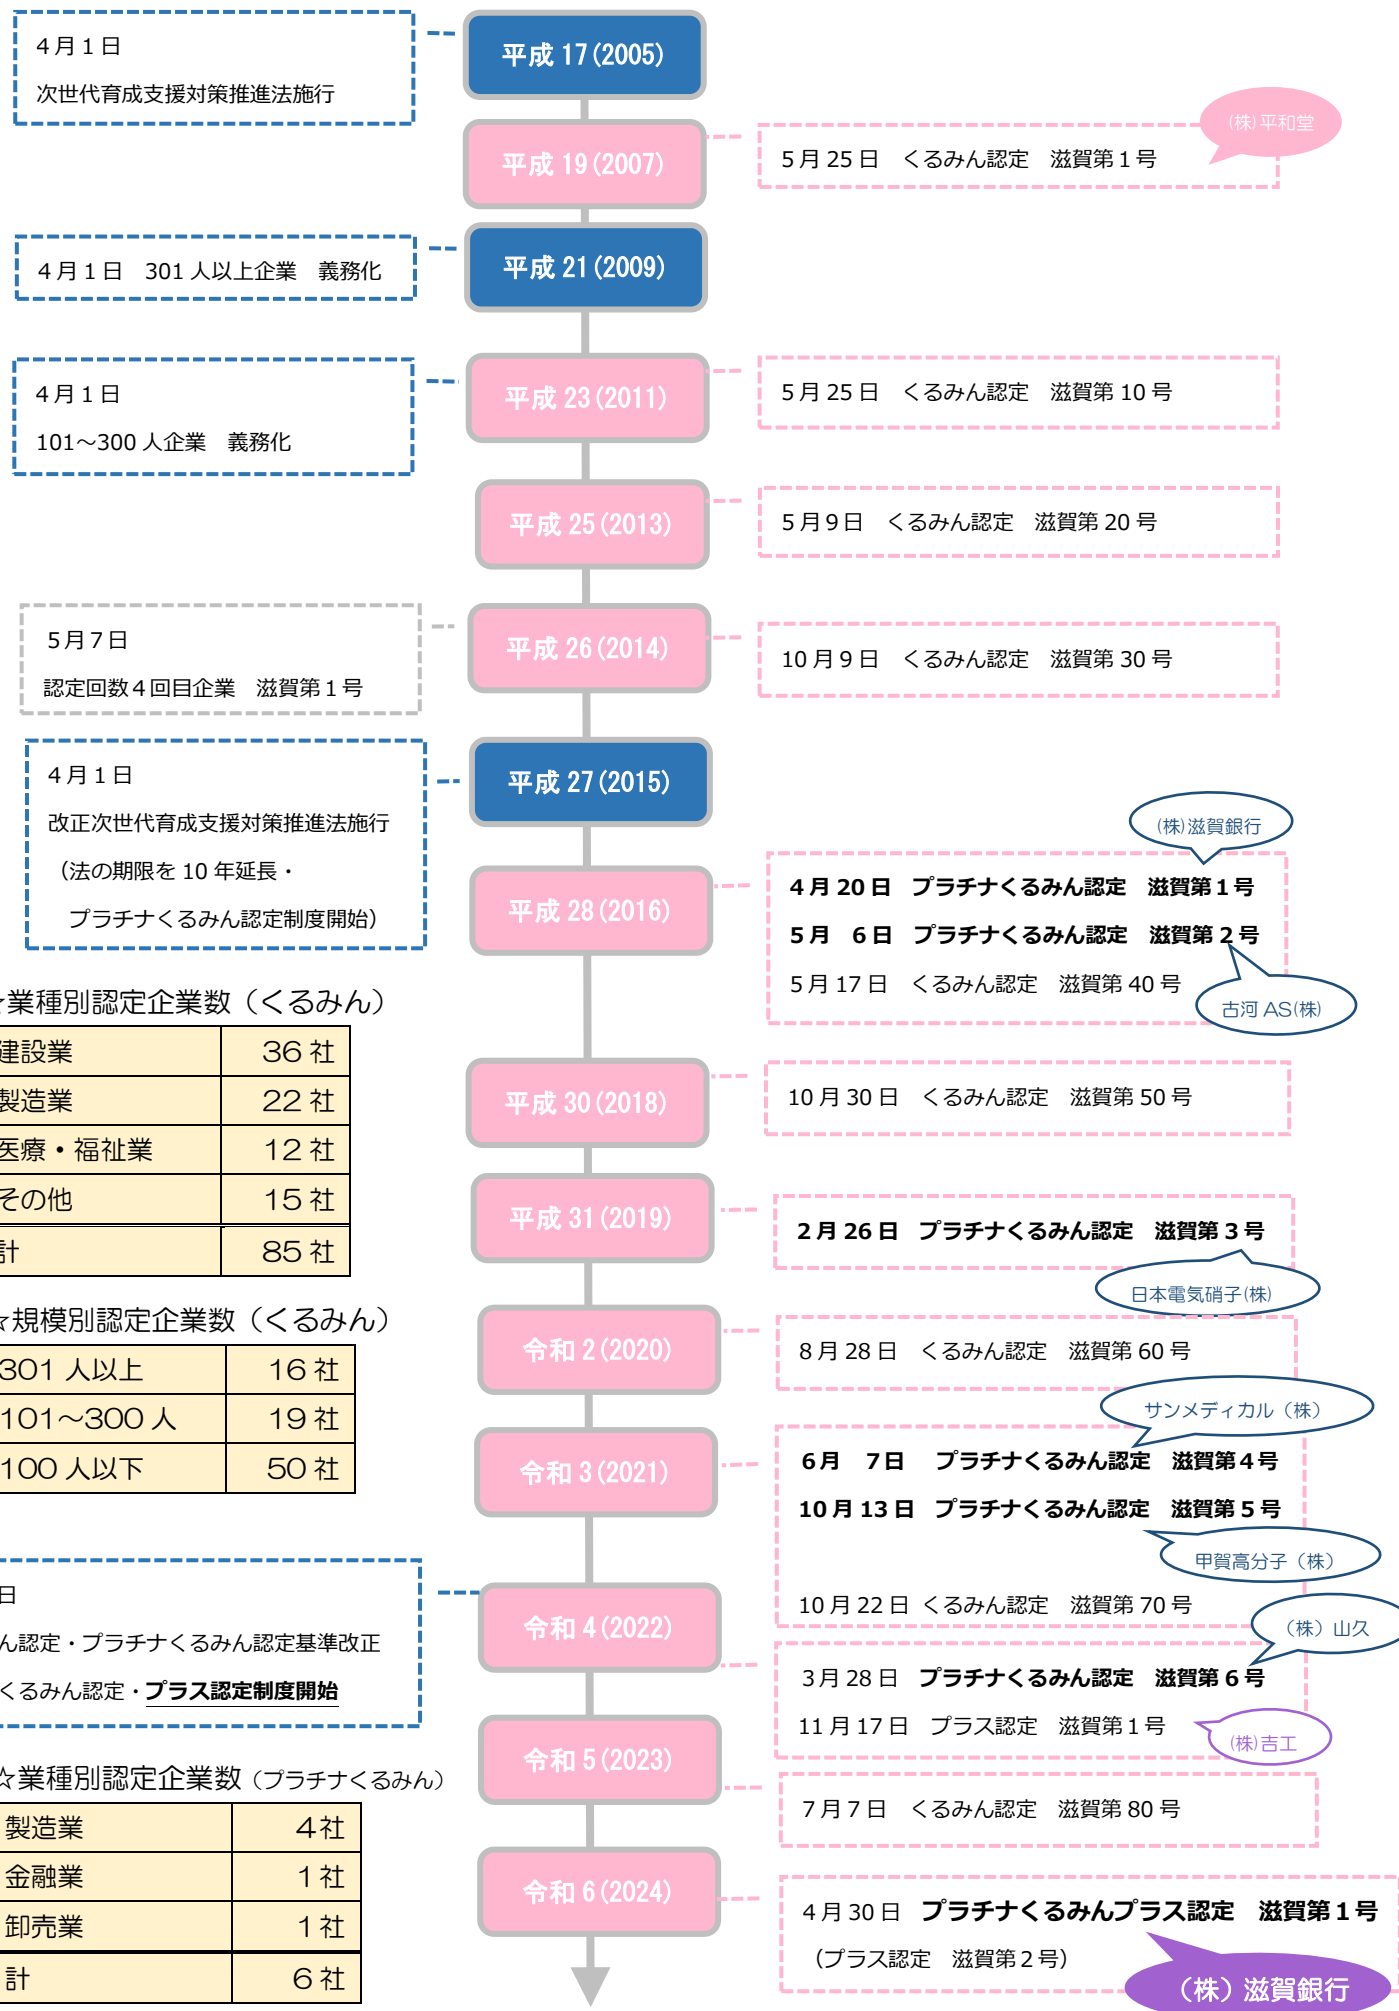 平成 17(2005)
4月1日
次世代育成支援対策推進法施行
平成 19(2007)
(株)平和堂
5月25日　くるみん認定　滋賀第1号
平成 21(2009)
4月1日　301人以上企業　義務化
平成 23(2011)
4月1日
101～300人企業　義務化
5月25日　くるみん認定　滋賀第10号
平成 25(2013)
5月9日　くるみん認定　滋賀第20号
平成 26(2014)
5月7日
認定回数4回目企業　滋賀第1号
10月9日　くるみん認定　滋賀第30号
平成 27(2015)
4月1日
改正次世代育成支援対策推進法施行
（法の期限を10年延長・
プラチナくるみん認定制度開始）
平成 28(2016)
(株)滋賀銀行
4月20日　プラチナくるみん認定　滋賀第1号
5月　6日　プラチナくるみん認定　滋賀第2号
5月17日　くるみん認定　滋賀第40号
古河AS(株)
☆業種別認定企業数（くるみん）
建設業　36社
製造業　22社
医療・福祉業　12社
その他　15社
計　85社
平成 30(2018)
10月30日　くるみん認定　滋賀第50号
平成 31(2019)
2月26日　プラチナくるみん認定　滋賀第3号
日本電気硝子(株)
☆規模別認定企業数（くるみん）
301人以上　16社
101～300人　19社
100人以下　50社
令和 2(2020)
8月28日　くるみん認定　滋賀第60号
令和 3(2021)
サンメディカル（株）
6月　7日　プラチナくるみん認定　滋賀第4号
10月13日　プラチナくるみん認定　滋賀第5号
甲賀高分子（株）
10月22日　くるみん認定　滋賀第70号
令和 4(2022)
日
ん認定・プラチナくるみん認定基準改正
くるみん認定・プラス認定制度開始
（株）山久
3月28日　プラチナくるみん認定　滋賀第6号
11月17日　プラス認定　滋賀第1号
(株)吉工
令和 5(2023)
7月7日　くるみん認定　滋賀第80号
☆業種別認定企業数（プラチナくるみん）
製造業　4社
金融業　1社
卸売業　1社
計　6社
令和 6(2024)
4月30日　プラチナくるみんプラス認定　滋賀第1号
（プラス認定　滋賀第2号）
（株）滋賀銀行